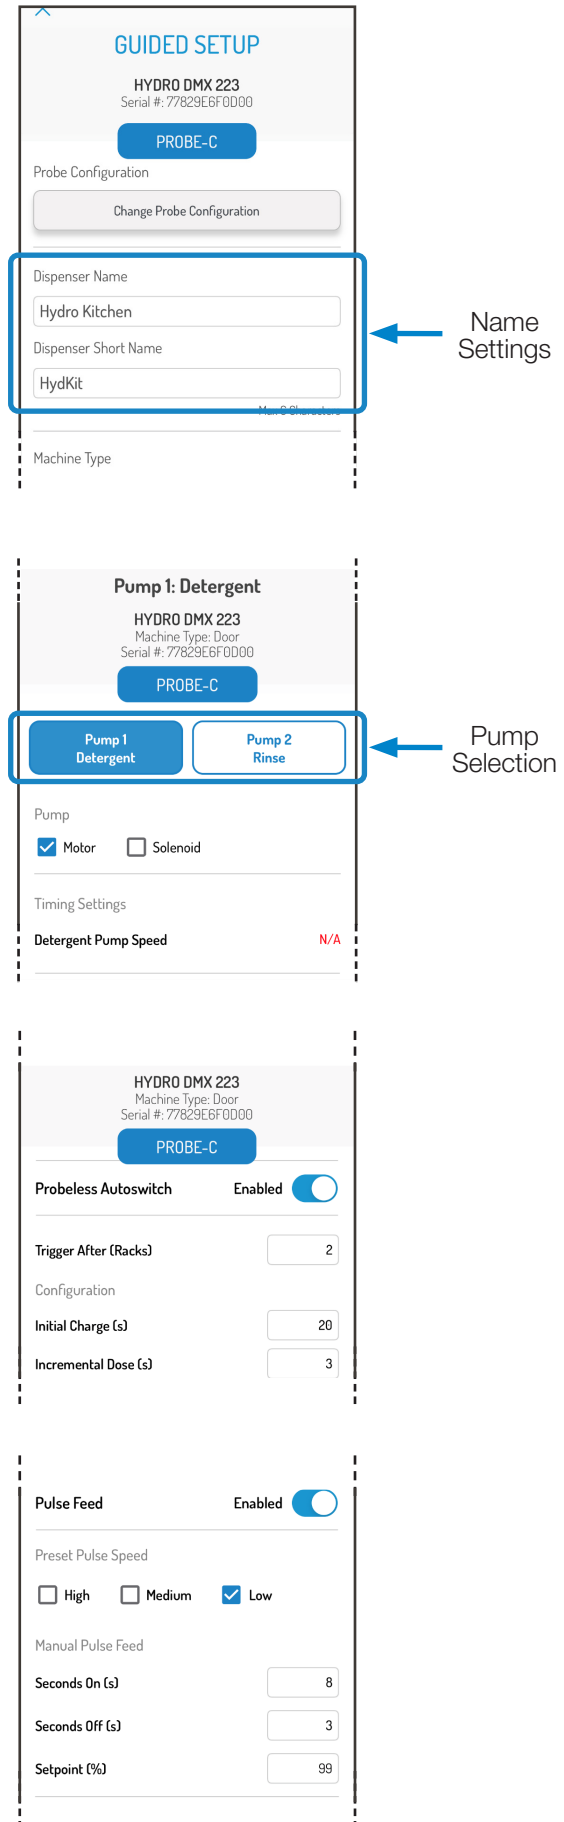 GUIDED SETUP
HYDRO DMX 223
Serial #: 77829E6F0D00
PROBE-C
Probe Configuration
Change Probe Configuration
Dispenser Name
Hydro Kitchen
Dispenser Short Name
HydKit
Max 6 Characters
Machine Type
Name
Settings
Pump 1: Detergent
HYDRO DMX 223
Machine Type: Door
Serial #: 77829E6F0D00
PROBE-C
Pump 1
Detergent
Pump 2
Rinse
Pump
Selection
Pump
Motor
Solenoid
Timing Settings
Detergent Pump Speed N/A
HYDRO DMX 223
Machine Type: Door
Serial #: 77829E6F0D00
PROBE-C
Probeless Autoswitch Enabled
Trigger After (Racks) 2
Configuration
Initial Charge (s) 20
Incremental Dose (s) 3
Pulse Feed Enabled
Preset Pulse Speed
High Medium Low
Manual Pulse Feed
Seconds On (s) 8
Seconds Off (s) 3
Setpoint (%) 99